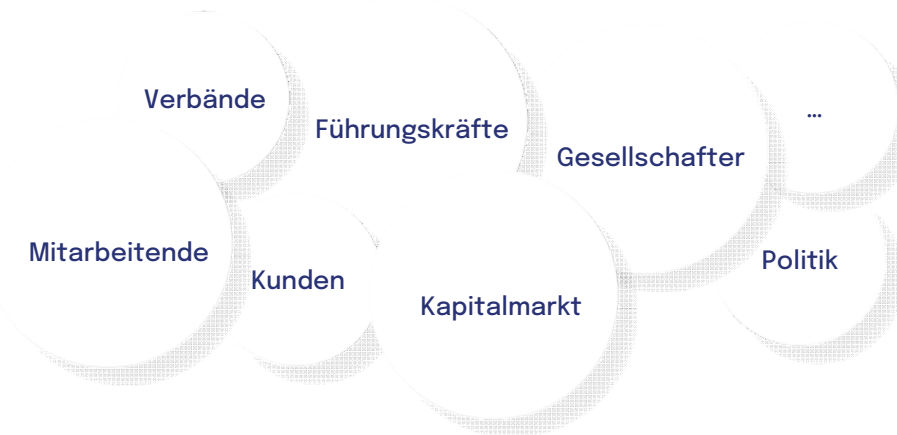 Verbände
Führungskräfte
...
Gesellschafter
Mitarbeitende
Kunden
Kapitalmarkt
Politik